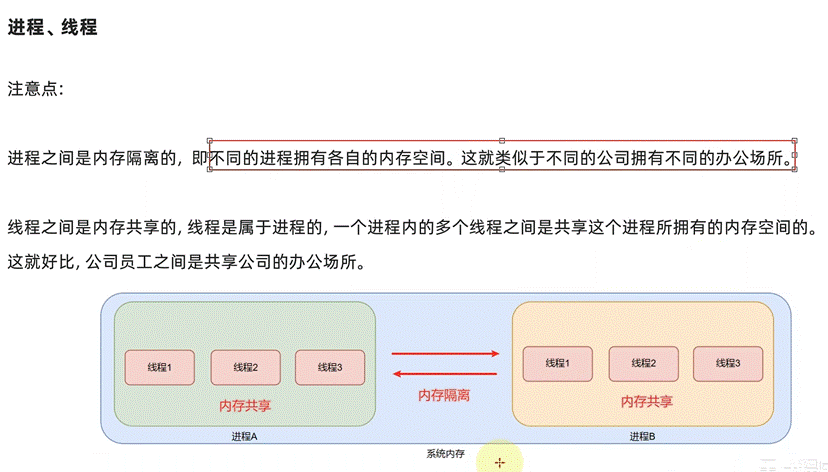 进程、线程
注意点：
进程之间是内存隔离的, 即不同的进程拥有各自的内存空间。这就类似于不同的公司拥有不同的办公场所。
线程之间是内存共享的, 线程是属于进程的, 一个进程内的多个线程之间是共享这个进程所拥有的内存空间的。
这就好比, 公司员工之间是共享公司的办公场所。
线程1 线程2 线程3 线程1 线程2 线程3
内存共享 内存隔离 内存共享
进程A 进程B
系统内存